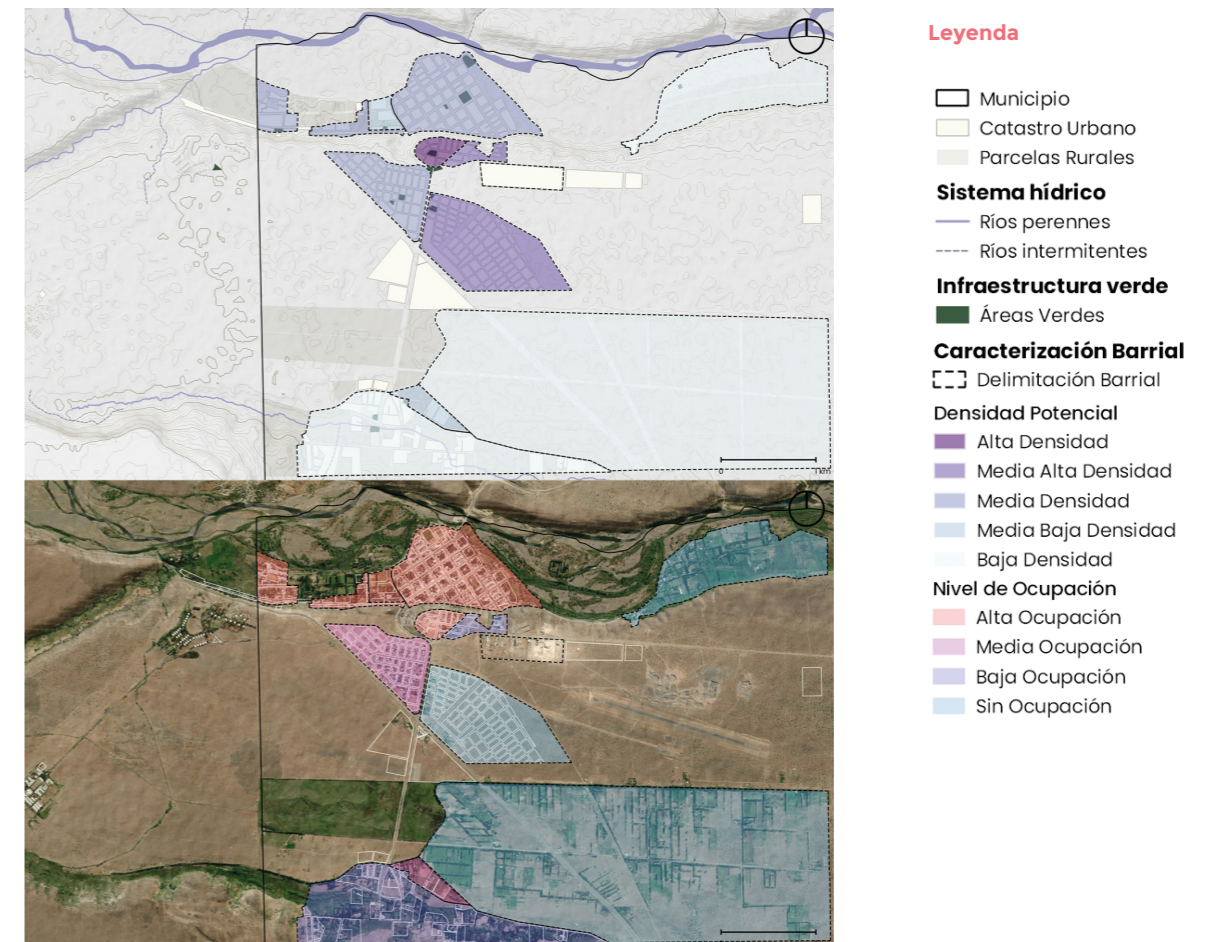 Leyenda
Municipio
Catastro Urbano
Parcelas Rurales
Sistema hídrico
Ríos perennes
Ríos intermitentes
Infraestructura verde
Áreas Verdes
Caracterización Barrial
Delimitación Barrial
Densidad Potencial
Alta Densidad
Media Alta Densidad
Media Densidad
Media Baja Densidad
Baja Densidad
Nivel de Ocupación
Alta Ocupación
Media Ocupación
Baja Ocupación
Sin Ocupación
0